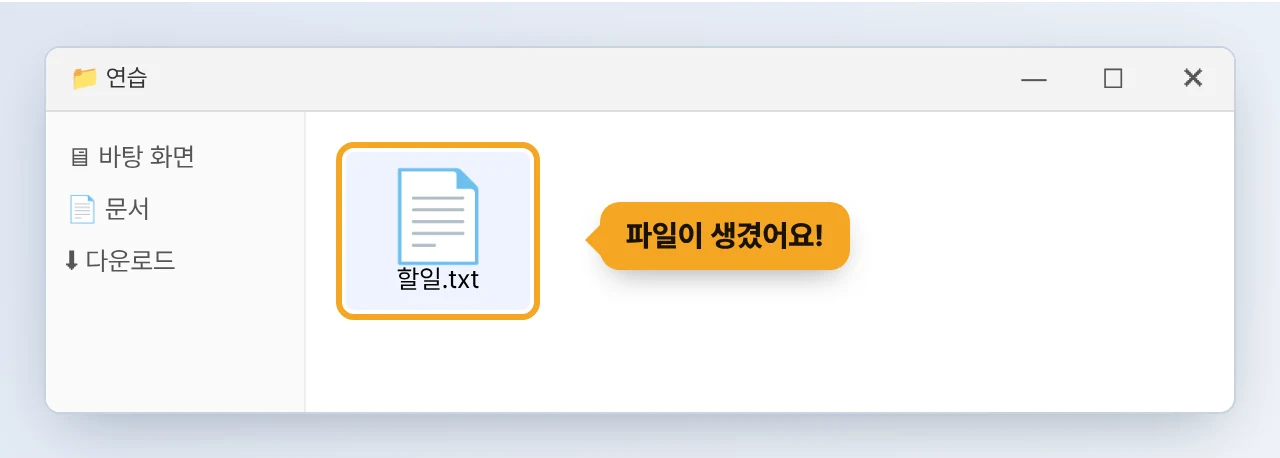 연습
바탕 화면
문서
다운로드
할일.txt
파일이 생겼어요!